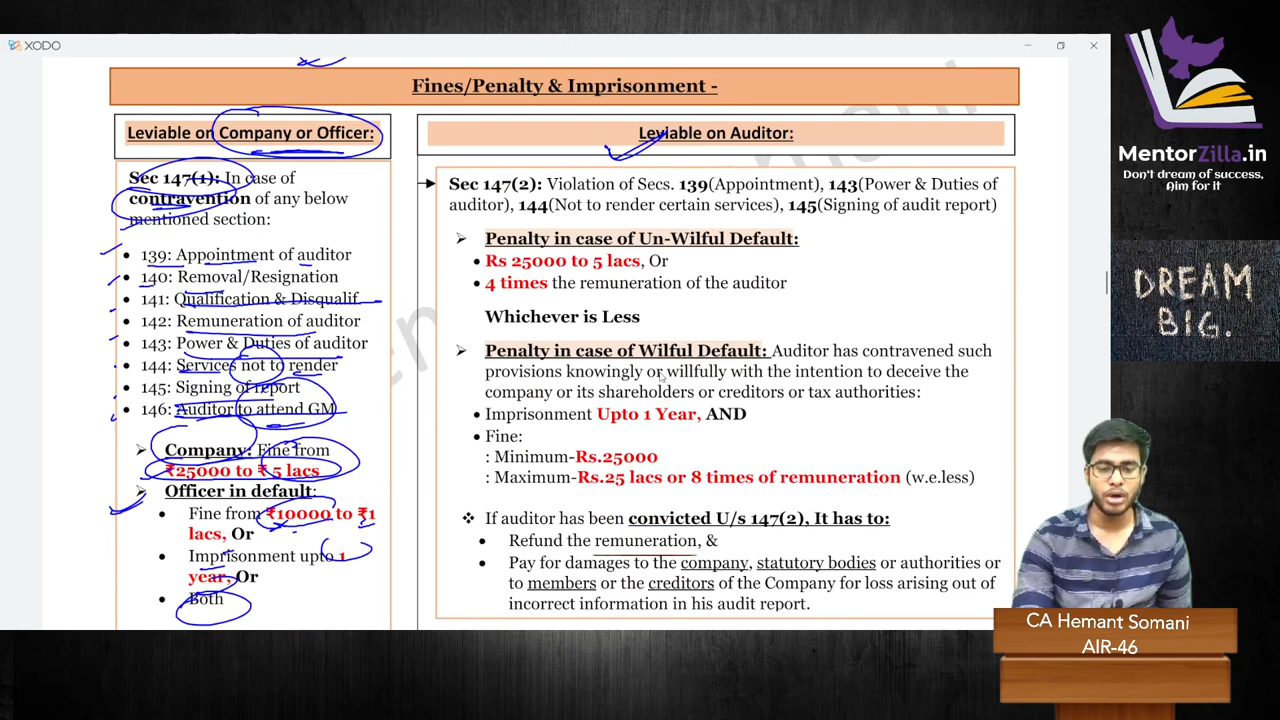 XODO
Fines/Penalty & Imprisonment -
Leviable on Company or Officer:
Sec 147(1): In case of
contravention of any below
mentioned section:
• 139: Appointment of auditor
• 140: Removal/Resignation
• 141: Qualification & Disqualif.
• 142: Remuneration of auditor
• 143: Power & Duties of auditor
• 144: Services not to render
• 145: Signing of report
• 146: Auditor to attend GM
➢ Company: Fine from
₹25000 to ₹ 5 lacs
➢ Officer in default:
• Fine from ₹10000 to ₹1
lacs, Or
• Imprisonment upto 1
year, Or
• Both
Leviable on Auditor:
Sec 147(2): Violation of Secs. 139(Appointment), 143(Power & Duties of
auditor), 144(Not to render certain services), 145(Signing of audit report)
➢ Penalty in case of Un-Wilful Default:
• Rs 25000 to 5 lacs, Or
• 4 times the remuneration of the auditor
Whichever is Less
➢ Penalty in case of Wilful Default: Auditor has contravened such
provisions knowingly or willfully with the intention to deceive the
company or its shareholders or creditors or tax authorities:
• Imprisonment Upto 1 Year, AND
• Fine:
: Minimum-Rs.25000
: Maximum-Rs.25 lacs or 8 times of remuneration (w.e.less)
❖ If auditor has been convicted U/s 147(2), It has to:
• Refund the remuneration, &
• Pay for damages to the company, statutory bodies or authorities or
to members or the creditors of the Company for loss arising out of
incorrect information in his audit report.
MentorZilla.in
Don't dream of success,
Aim for it
DREAM
BIG.
CA Hemant Somani
AIR-46